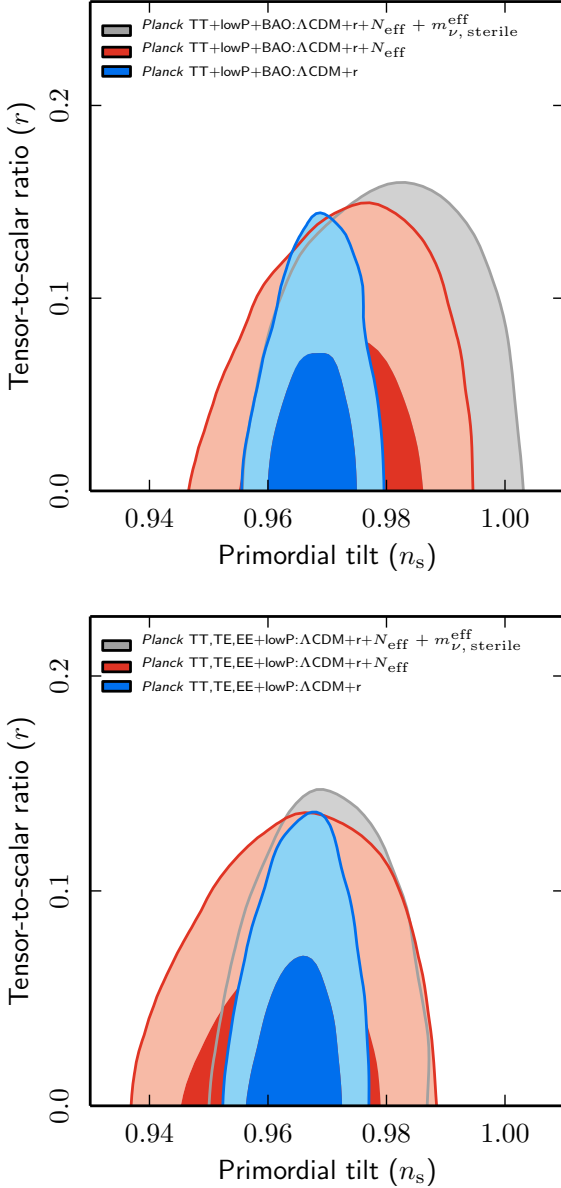 Planck TT+lowP+BAO:ΛCDM+r+N_eff + m^eff_ν, sterile
Planck TT+lowP+BAO:ΛCDM+r+N_eff
Planck TT+lowP+BAO:ΛCDM+r
Tensor-to-scalar ratio (r)
0.2
0.1
0.0
0.94 0.96 0.98 1.00
Primordial tilt (n_s)
Planck TT,TE,EE+lowP:ΛCDM+r+N_eff + m^eff_ν, sterile
Planck TT,TE,EE+lowP:ΛCDM+r+N_eff
Planck TT,TE,EE+lowP:ΛCDM+r
Tensor-to-scalar ratio (r)
0.2
0.1
0.0
0.94 0.96 0.98 1.00
Primordial tilt (n_s)